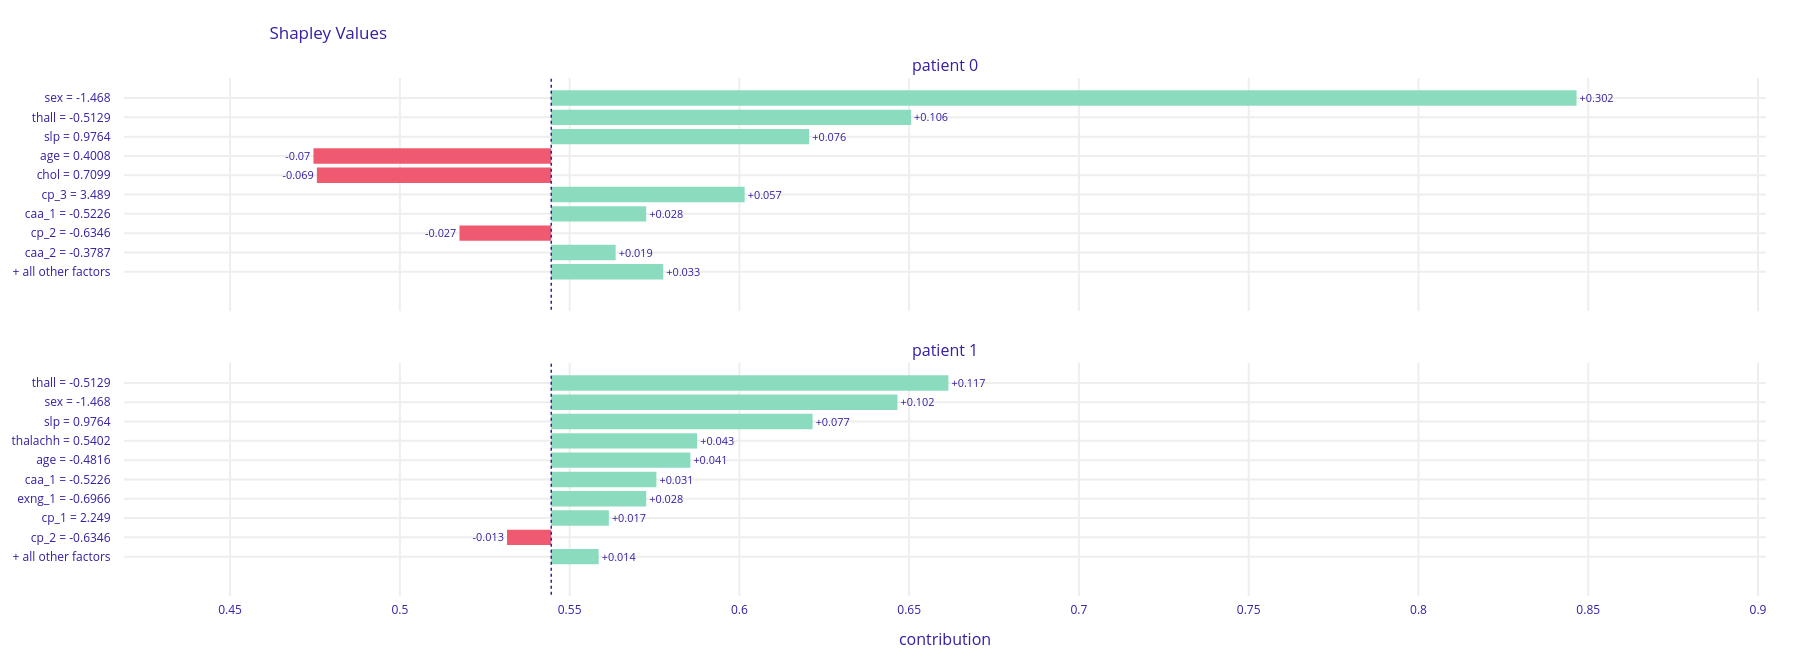 Shapley Values
patient 0
sex = -1.468 +0.302
thall = -0.5129 +0.106
slp = 0.9764 +0.076
age = 0.4008 -0.07
chol = 0.7099 -0.069
cp_3 = 3.489 +0.057
caa_1 = -0.5226 +0.028
cp_2 = -0.6346 -0.027
caa_2 = -0.3787 +0.019
+ all other factors +0.033
patient 1
thall = -0.5129 +0.117
sex = -1.468 +0.102
slp = 0.9764 +0.077
thalachh = 0.5402 +0.043
age = -0.4816 +0.041
caa_1 = -0.5226 +0.031
exng_1 = -0.6966 +0.028
cp_1 = 2.249 +0.017
cp_2 = -0.6346 -0.013
+ all other factors +0.014
0.45 0.5 0.55 0.6 0.65 0.7 0.75 0.8 0.85 0.9
contribution